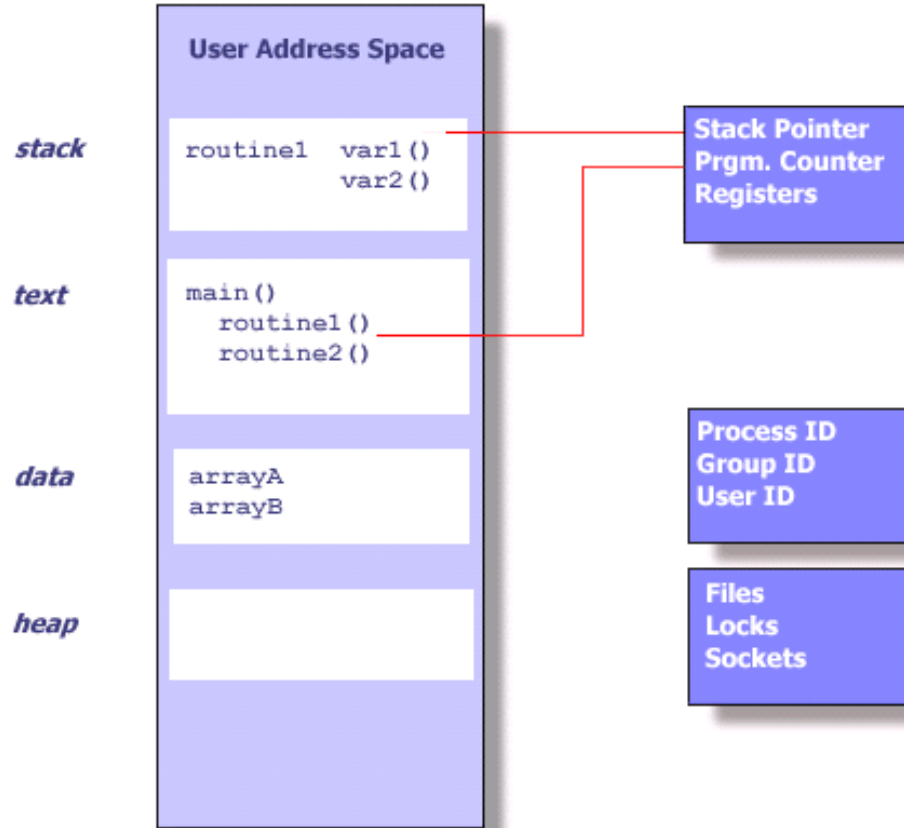 User Address Space
stack
routine1 var1()
var2()
text
main()
routine1()
routine2()
data
arrayA
arrayB
heap
Stack Pointer
Prgm. Counter
Registers
Process ID
Group ID
User ID
Files
Locks
Sockets